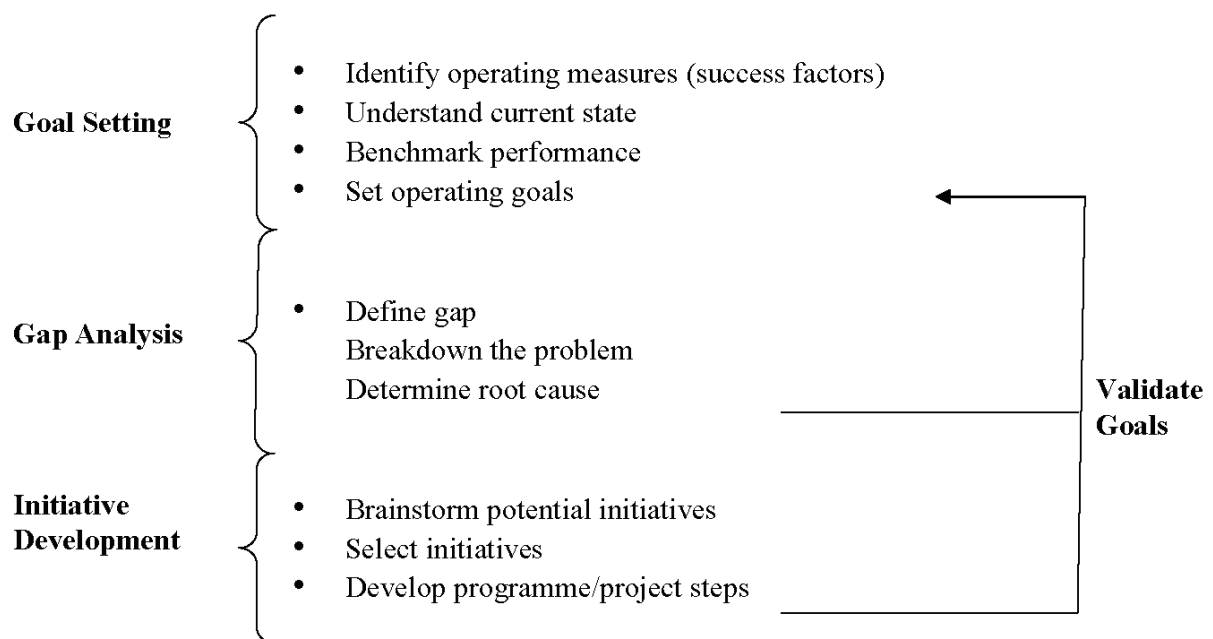 Goal Setting
• Identify operating measures (success factors)
• Understand current state
• Benchmark performance
• Set operating goals
Gap Analysis
• Define gap
Breakdown the problem
Determine root cause
Validate
Goals
Initiative
Development
• Brainstorm potential initiatives
• Select initiatives
• Develop programme/project steps